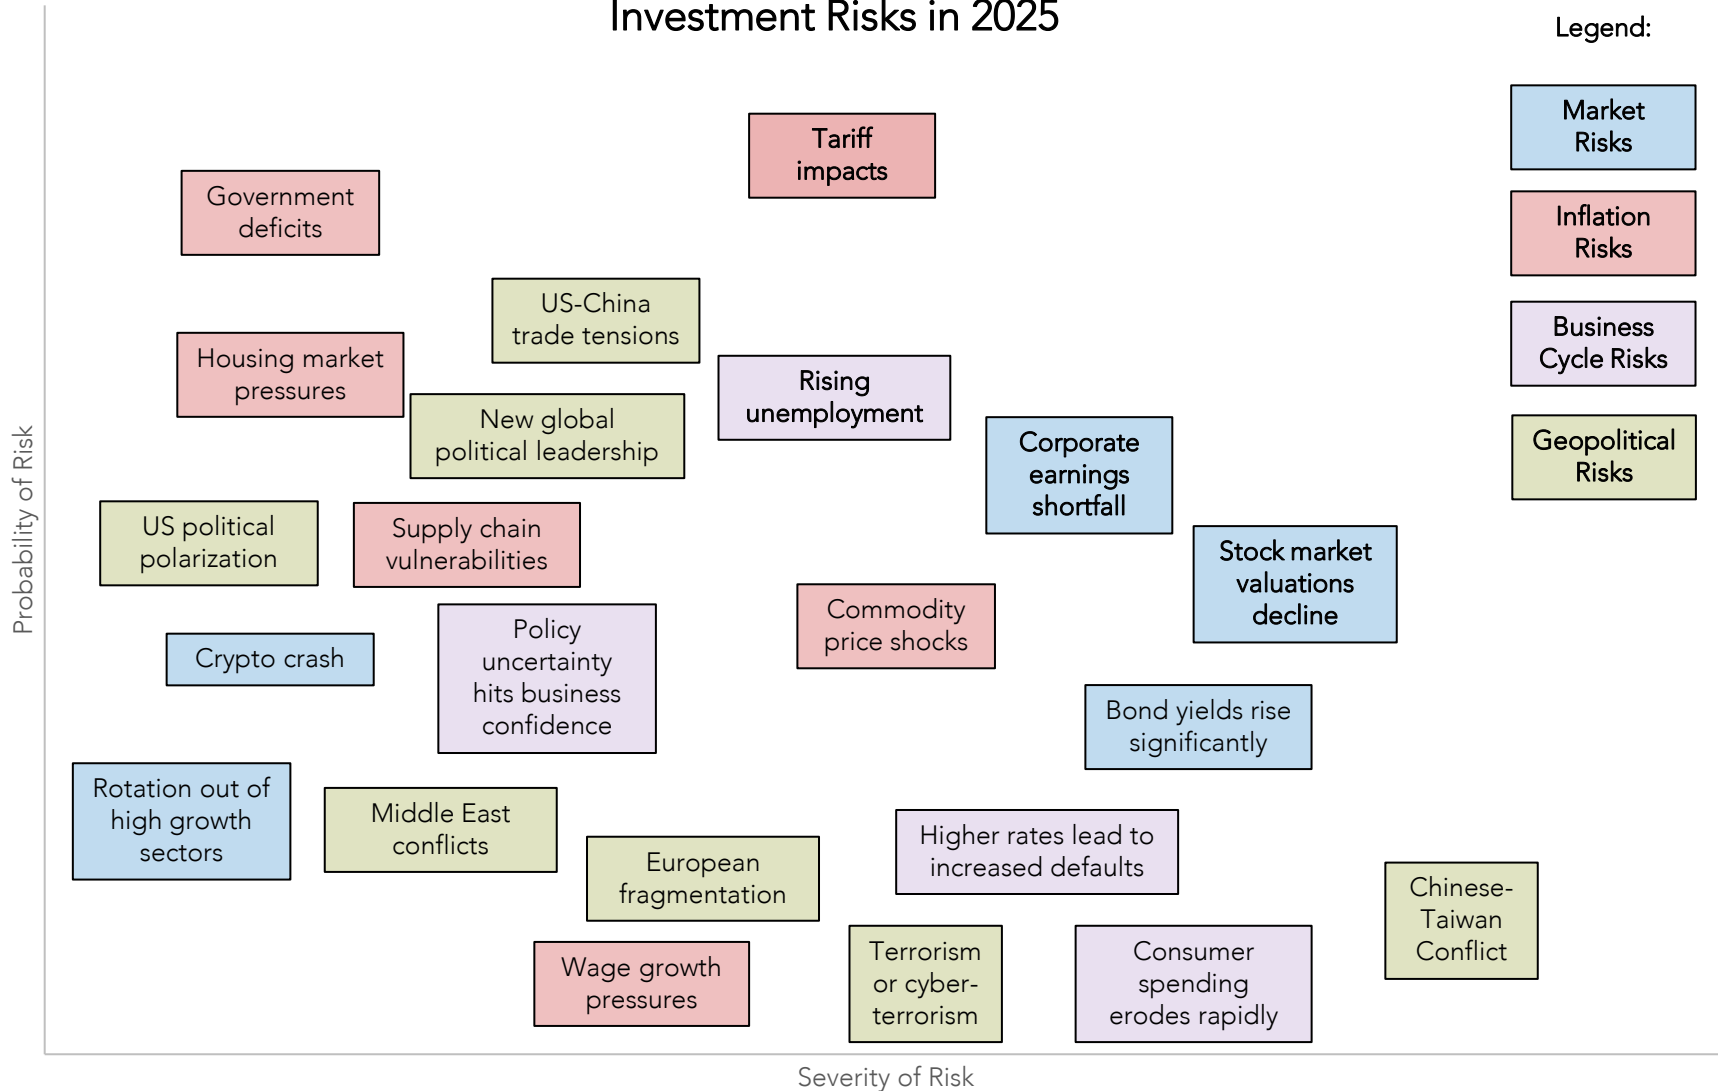 Investment Risks in 2025
Legend:
Market
Risks
Inflation
Risks
Business
Cycle Risks
Geopolitical
Risks
Tariff
impacts
Government
deficits
US-China
trade tensions
Housing market
pressures
Rising
unemployment
New global
political leadership
Corporate
earnings
shortfall
US political
polarization
Supply chain
vulnerabilities
Stock market
valuations
decline
Commodity
price shocks
Policy
uncertainty
hits business
confidence
Crypto crash
Bond yields rise
significantly
Rotation out of
high growth
sectors
Middle East
conflicts
Higher rates lead to
increased defaults
European
fragmentation
Chinese-
Taiwan
Conflict
Wage growth
pressures
Terrorism
or cyber-
terrorism
Consumer
spending
erodes rapidly
Probability of Risk
Severity of Risk